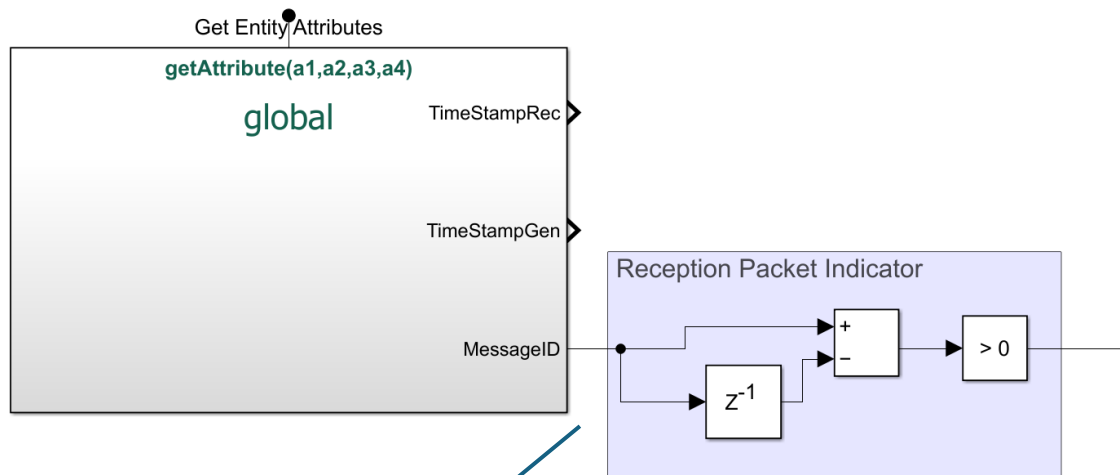 Get Entity Attributes
getAttribute(a1,a2,a3,a4)
global
TimeStampRec
TimeStampGen
MessageID
Reception Packet Indicator
+
−
> 0
Z-1